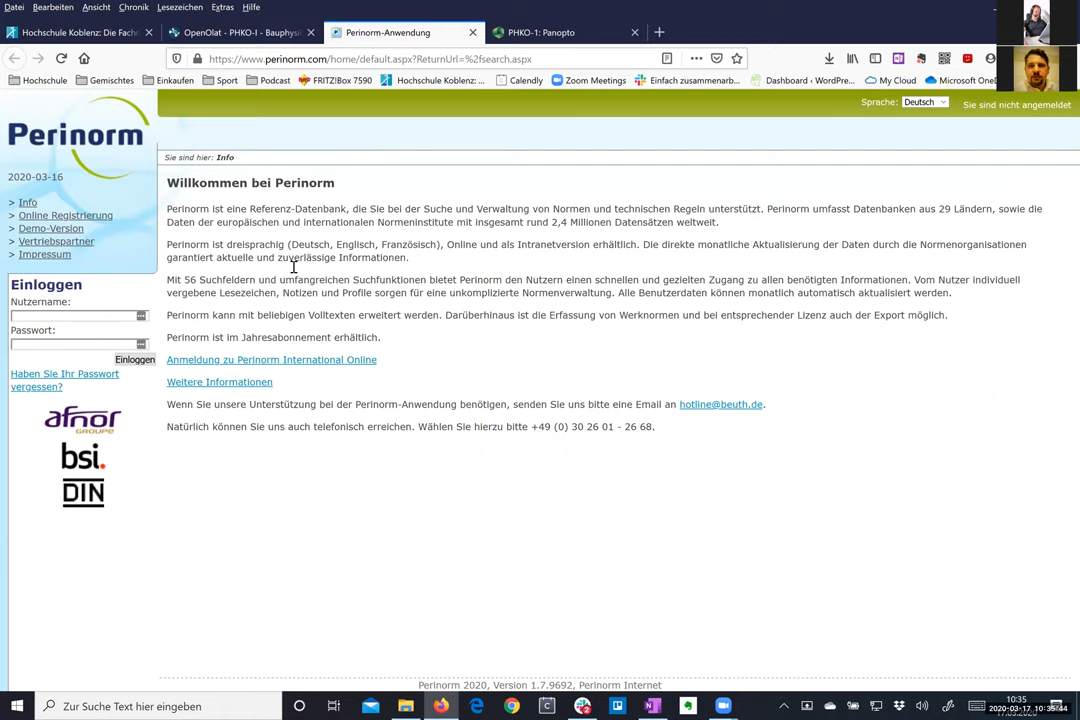 Datei Bearbeiten Ansicht Chronik Lesezeichen Extras Hilfe
Hochschule Koblenz: Die Fach
OpenOlat - PHKO-I - Bauphysi
Perinorm-Anwendung
PHKO-1: Panopto
https://www.perinorm.com/home/default.aspx?ReturnUrl=%2fsearch.aspx
Hochschule Gemischtes Einkaufen Sport Podcast FRITZ!Box 7590 Hochschule Koblenz: ... Calendly Zoom Meetings Einfach zusammenarb... Dashboard ‹ WordPre... My Cloud Microsoft OneD
Sprache: Deutsch Sie sind nicht angemeldet
Perinorm
2020-03-16
> Info
> Online Registrierung
> Demo-Version
> Vertriebspartner
> Impressum
Einloggen
Nutzername:
Passwort:
Einloggen
Haben Sie Ihr Passwort
vergessen?
afnor
GROUPE
bsi.
DIN
Sie sind hier: Info
Willkommen bei Perinorm
Perinorm ist eine Referenz-Datenbank, die Sie bei der Suche und Verwaltung von Normen und technischen Regeln unterstützt. Perinorm umfasst Datenbanken aus 29 Ländern, sowie die
Daten der europäischen und internationalen Normeninstitute mit insgesamt rund 2,4 Millionen Datensätzen weltweit.
Perinorm ist dreisprachig (Deutsch, Englisch, Französisch), Online und als Intranetversion erhältlich. Die direkte monatliche Aktualisierung der Daten durch die Normenorganisationen
garantiert aktuelle und zuverlässige Informationen.
Mit 56 Suchfeldern und umfangreichen Suchfunktionen bietet Perinorm den Nutzern einen schnellen und gezielten Zugang zu allen benötigten Informationen. Vom Nutzer individuell
vergebene Lesezeichen, Notizen und Profile sorgen für eine unkomplizierte Normenverwaltung. Alle Benutzerdaten können monatlich automatisch aktualisiert werden.
Perinorm kann mit beliebigen Volltexten erweitert werden. Darüberhinaus ist die Erfassung von Werknormen und bei entsprechender Lizenz auch der Export möglich.
Perinorm ist im Jahresabonnement erhältlich.
Anmeldung zu Perinorm International Online
Weitere Informationen
Wenn Sie unsere Unterstützung bei der Perinorm-Anwendung benötigen, senden Sie uns bitte eine Email an hotline@beuth.de.
Natürlich können Sie uns auch telefonisch erreichen. Wählen Sie hierzu bitte +49 (0) 30 26 01 - 26 68.
Perinorm 2020, Version 1.7.9692, Perinorm Internet
Zur Suche Text hier eingeben
10:35
2020-03-17, 10:35:44